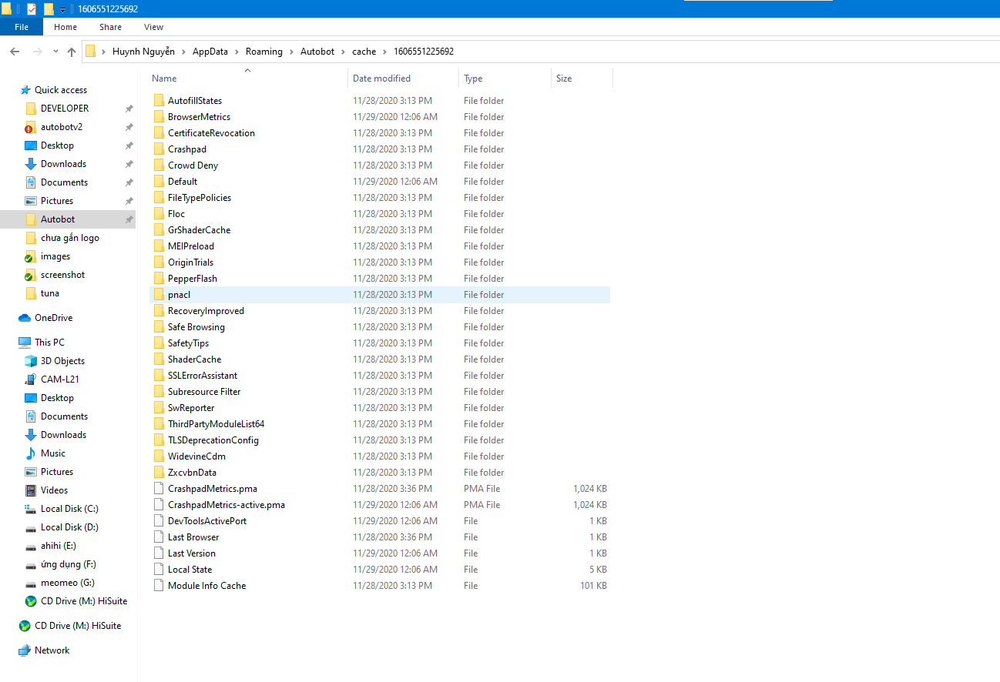 1606551225692
File Home Share View
Huynh Nguyễn AppData Roaming Autobot cache 1606551225692
Quick access
DEVELOPER
autobotv2
Desktop
Downloads
Documents
Pictures
Autobot
chưa gắn logo
images
screenshot
tuna
OneDrive
This PC
3D Objects
CAM-L21
Desktop
Documents
Downloads
Music
Pictures
Videos
Local Disk (C:)
Local Disk (D:)
ahihi (E:)
ứng dụng (F:)
meomeo (G:)
CD Drive (M:) HiSuite
CD Drive (M:) HiSuite
Network
Name Date modified Type Size
AutofillStates 11/28/2020 3:13 PM File folder
BrowserMetrics 11/29/2020 12:06 AM File folder
CertificateRevocation 11/28/2020 3:13 PM File folder
Crashpad 11/28/2020 3:13 PM File folder
Crowd Deny 11/28/2020 3:13 PM File folder
Default 11/29/2020 12:06 AM File folder
FileTypePolicies 11/28/2020 3:13 PM File folder
Floc 11/28/2020 3:13 PM File folder
GrShaderCache 11/28/2020 3:13 PM File folder
MEIPreload 11/28/2020 3:13 PM File folder
OriginTrials 11/28/2020 3:13 PM File folder
PepperFlash 11/28/2020 3:13 PM File folder
pnacl 11/28/2020 3:13 PM File folder
RecoveryImproved 11/28/2020 3:13 PM File folder
Safe Browsing 11/28/2020 3:13 PM File folder
SafetyTips 11/28/2020 3:13 PM File folder
ShaderCache 11/28/2020 3:13 PM File folder
SSLErrorAssistant 11/28/2020 3:13 PM File folder
Subresource Filter 11/28/2020 3:13 PM File folder
SwReporter 11/28/2020 3:13 PM File folder
ThirdPartyModuleList64 11/28/2020 3:13 PM File folder
TLSDeprecationConfig 11/28/2020 3:13 PM File folder
WidevineCdm 11/28/2020 3:13 PM File folder
ZxcvbnData 11/28/2020 3:13 PM File folder
CrashpadMetrics.pma 11/28/2020 3:36 PM PMA File 1,024 KB
CrashpadMetrics-active.pma 11/29/2020 12:06 AM PMA File 1,024 KB
DevToolsActivePort 11/29/2020 12:06 AM File 1 KB
Last Browser 11/28/2020 3:36 PM File 1 KB
Last Version 11/29/2020 12:06 AM File 1 KB
Local State 11/29/2020 12:06 AM File 5 KB
Module Info Cache 11/28/2020 3:13 PM File 101 KB